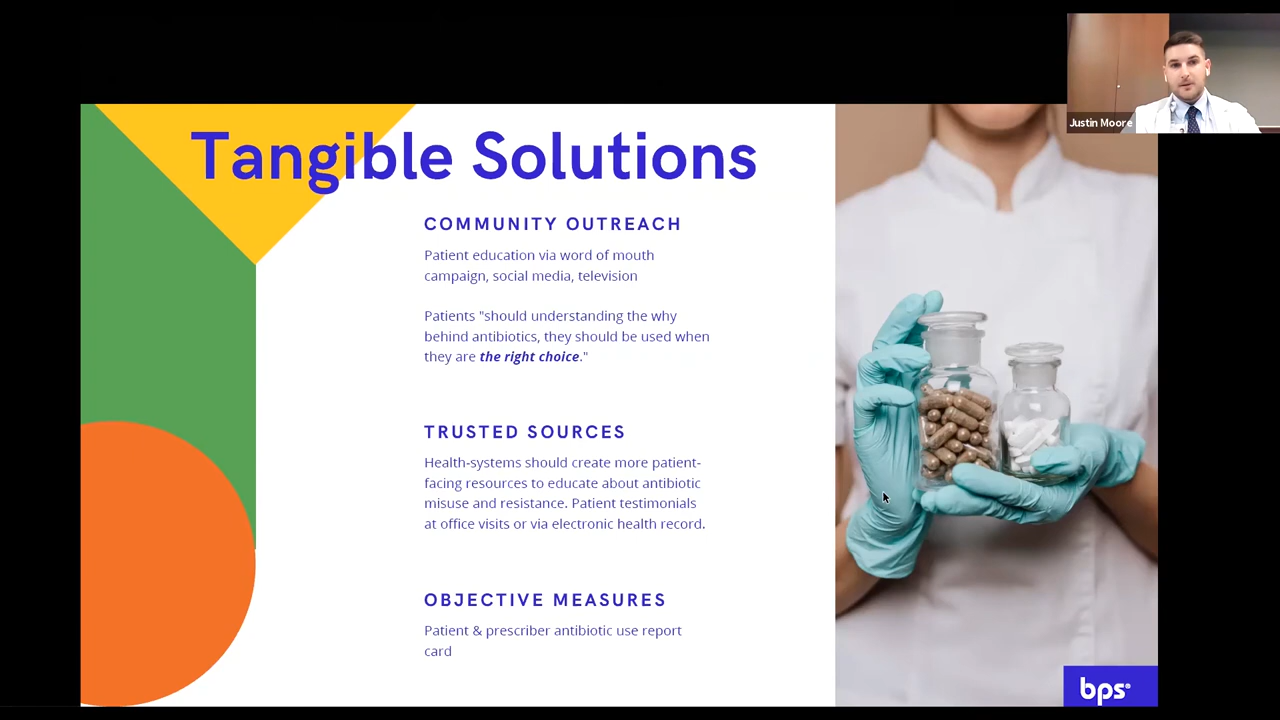 Justin Moore
Tangible Solutions
COMMUNITY OUTREACH
Patient education via word of mouth
campaign, social media, television
Patients "should understanding the why
behind antibiotics, they should be used when
they are the right choice."
TRUSTED SOURCES
Health-systems should create more patient-
facing resources to educate about antibiotic
misuse and resistance. Patient testimonials
at office visits or via electronic health record.
OBJECTIVE MEASURES
Patient & prescriber antibiotic use report
card
bps®